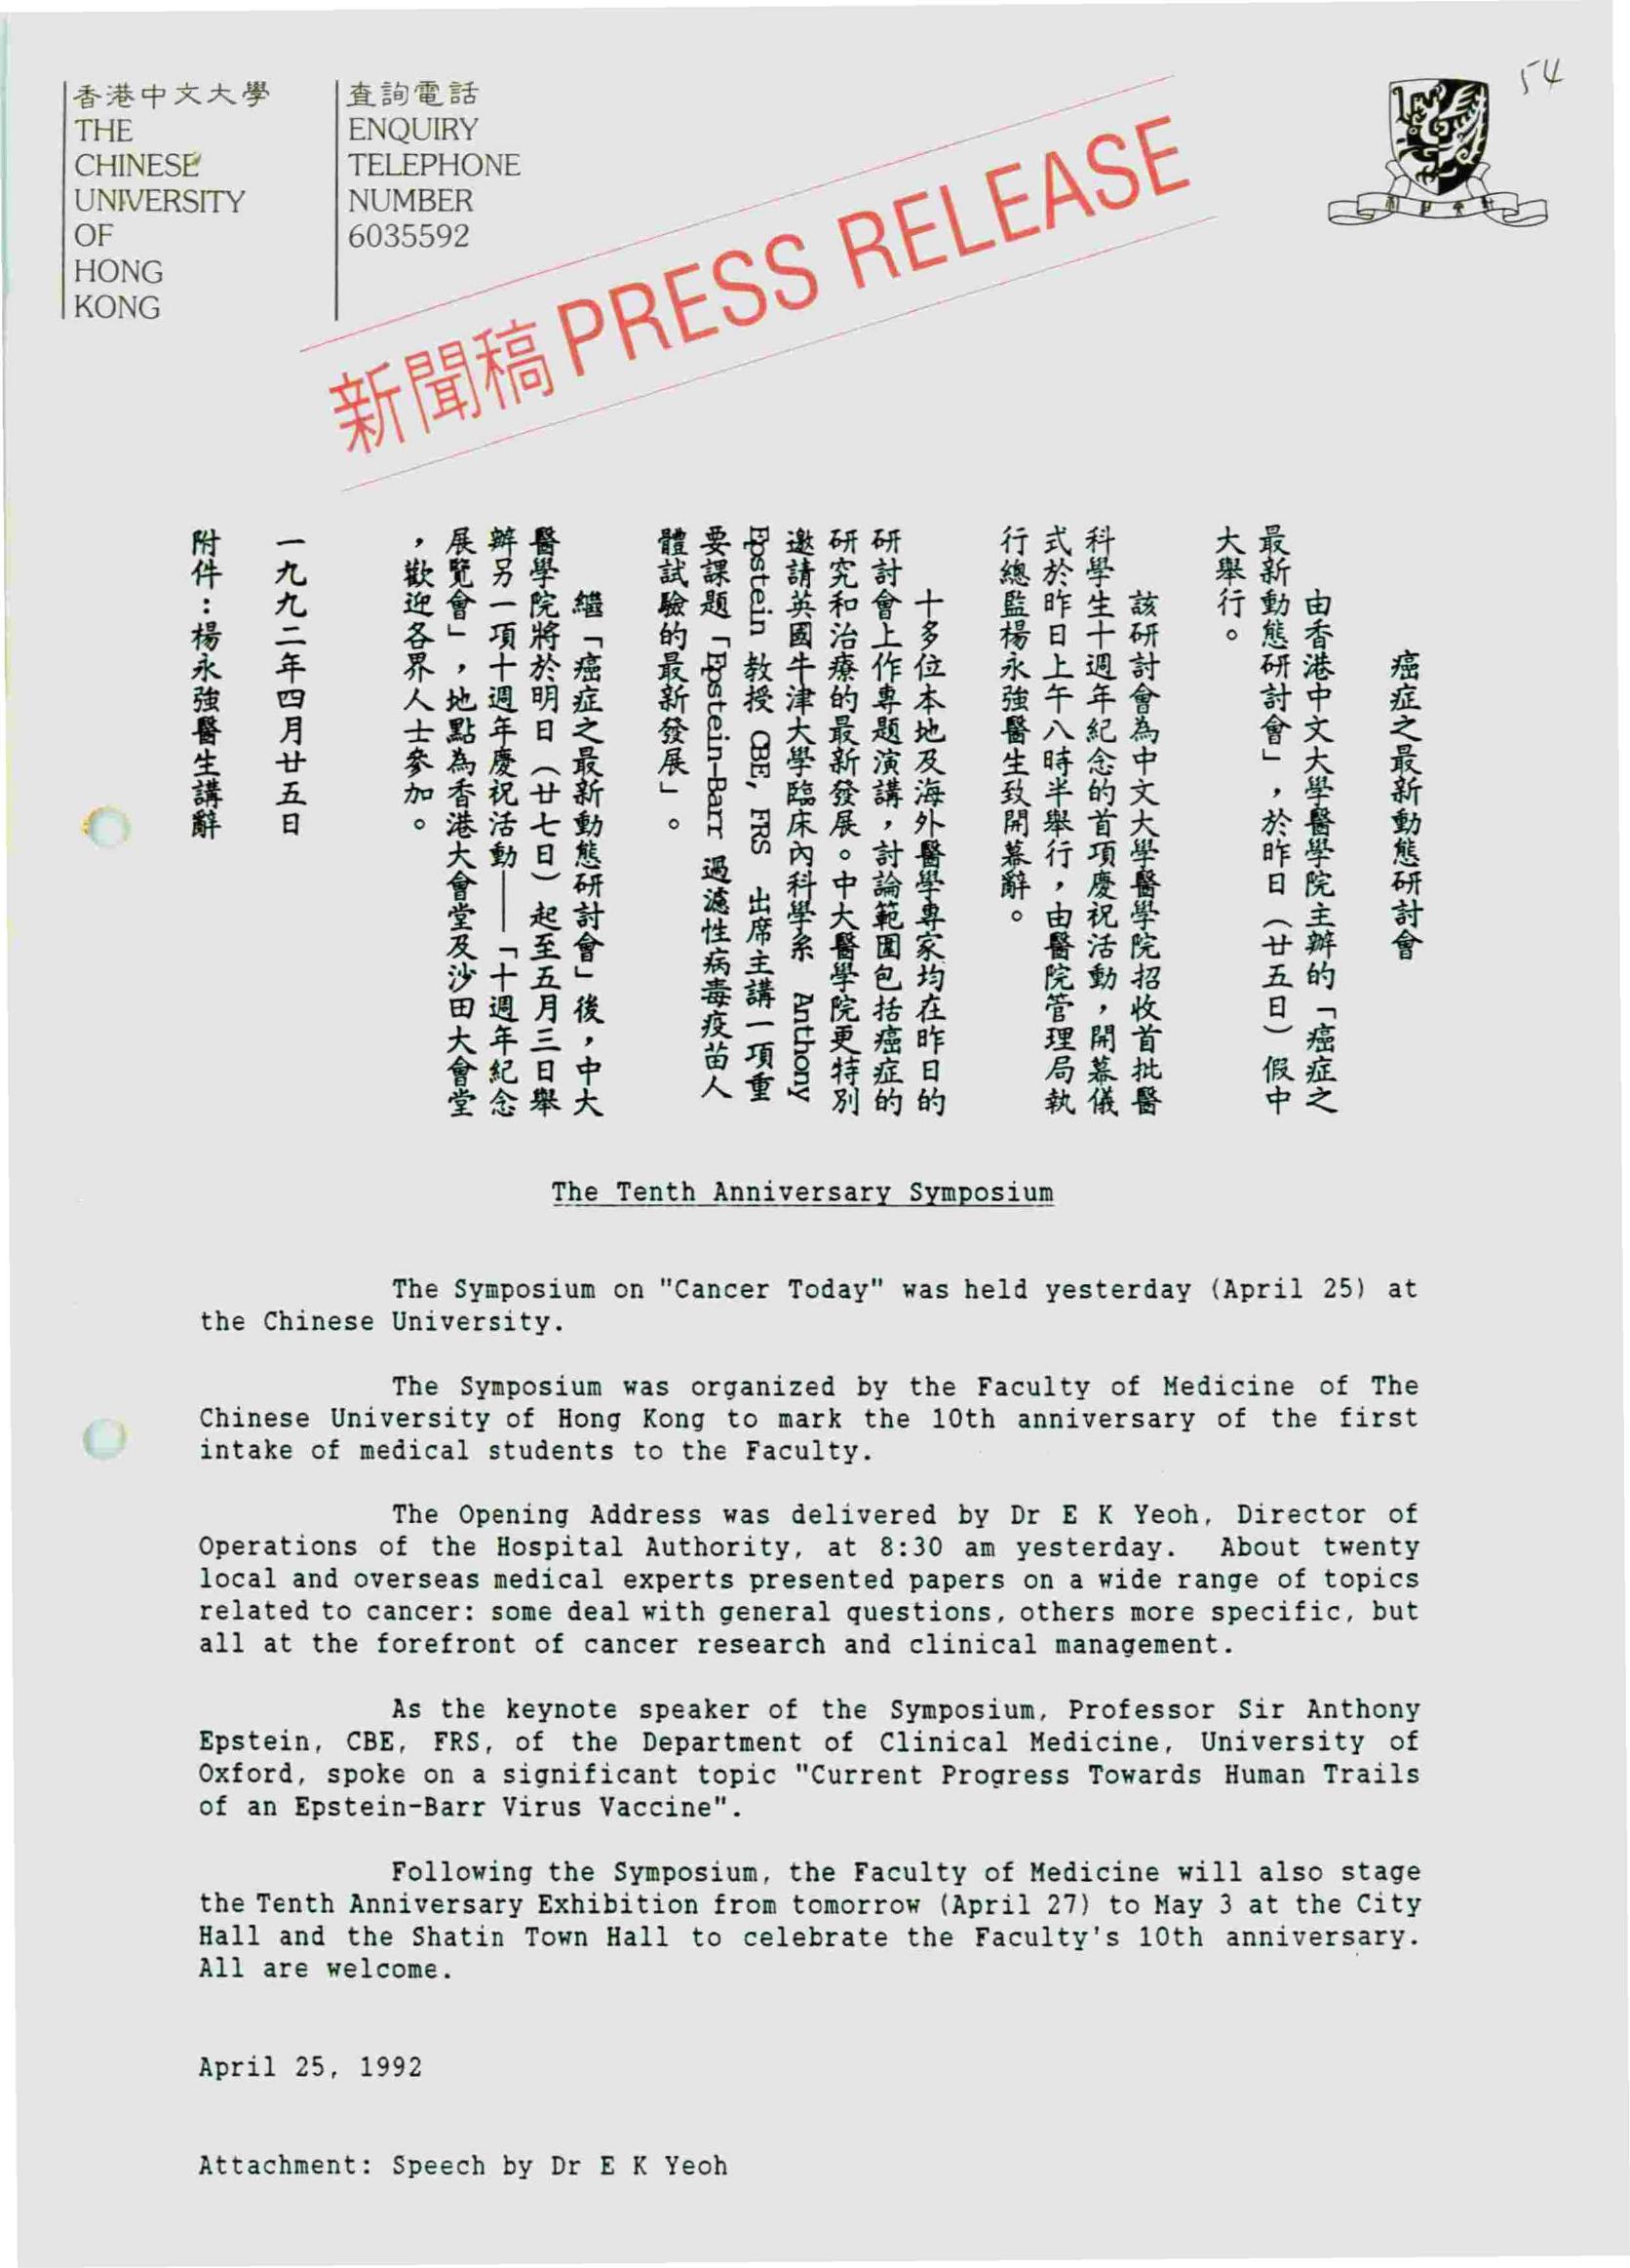 香港中文大學
THE
CHINESE
UNIVERSITY
OF
HONG
KONG
查詢電話
ENQUIRY
TELEPHONE
NUMBER
6035592
54
新聞稿 PRESS RELEASE
癌症之最新動態研討會
由香港中文大學醫學院主辦的「癌症之
最新動態研討會」，於昨日（廿五日）假中
大舉行。
該研討會為中文大學醫學院招收首批醫
科學生十週年紀念的首項慶祝活動，開幕儀
式於昨日上午八時半舉行，由醫院管理局執
行總監楊永強醫生致開幕辭。
十多位本地及海外醫學專家均在昨日的
研討會上作專題演講，討論範圍包括癌症的
研究和治療的最新發展。中大醫學院更特別
邀請英國牛津大學臨床內科學系 Anthony
Epstein 教授 CBE, FRS 出席主講一項重
要課題「Epstein-Barr 過濾性病毒疫苗人
體試驗的最新發展」。
繼「癌症之最新動態研討會」後，中大
醫學院將於明日（廿七日）起至五月三日舉
辦另一項十週年慶祝活動——「十週年紀念
展覽會」，地點為香港大會堂及沙田大會堂
，歡迎各界人士參加。
一九九二年四月廿五日
附件：楊永強醫生講辭
The Tenth Anniversary Symposium
The Symposium on "Cancer Today" was held yesterday (April 25) at
the Chinese University.
The Symposium was organized by the Faculty of Medicine of The
Chinese University of Hong Kong to mark the 10th anniversary of the first
intake of medical students to the Faculty.
The Opening Address was delivered by Dr E K Yeoh, Director of
Operations of the Hospital Authority, at 8:30 am yesterday. About twenty
local and overseas medical experts presented papers on a wide range of topics
related to cancer: some deal with general questions, others more specific, but
all at the forefront of cancer research and clinical management.
As the keynote speaker of the Symposium, Professor Sir Anthony
Epstein, CBE, FRS, of the Department of Clinical Medicine, University of
Oxford, spoke on a significant topic "Current Progress Towards Human Trails
of an Epstein-Barr Virus Vaccine".
Following the Symposium, the Faculty of Medicine will also stage
the Tenth Anniversary Exhibition from tomorrow (April 27) to May 3 at the City
Hall and the Shatin Town Hall to celebrate the Faculty's 10th anniversary.
All are welcome.
April 25, 1992
Attachment: Speech by Dr E K Yeoh